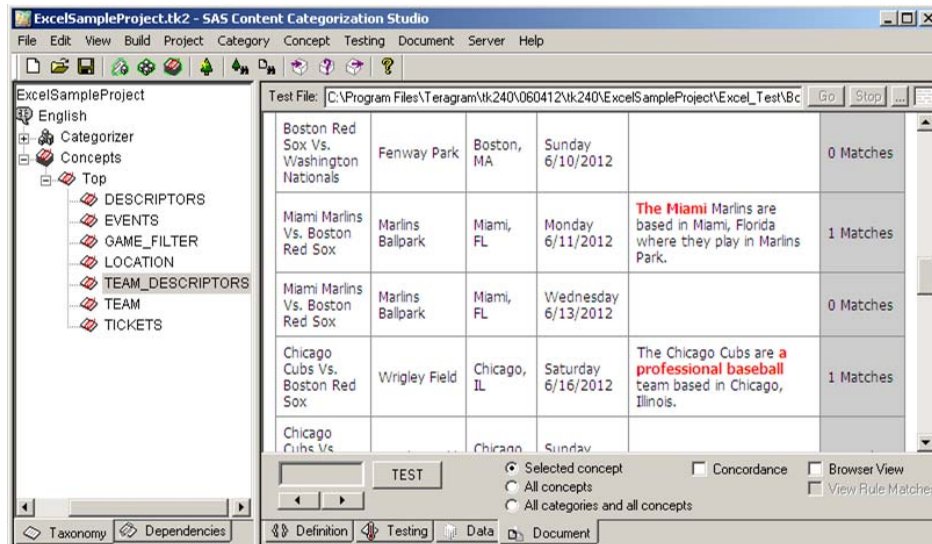 ExcelSampleProject.tk2 - SAS Content Categorization Studio
File Edit View Build Project Category Concept Testing Document Server Help
ExcelSampleProject
English
Categorizer
Concepts
Top
DESCRIPTORS
EVENTS
GAME_FILTER
LOCATION
TEAM_DESCRIPTORS
TEAM
TICKETS
Taxonomy Dependencies
Test File: C:\Program Files\Teragram\tk240\060412\tk240\ExcelSampleProject\Excel_Test\Bc Go Stop ...
Boston Red
Sox Vs.
Washington
Nationals
Fenway Park
Boston,
MA
Sunday
6/10/2012
0 Matches
Miami Marlins
Vs. Boston
Red Sox
Marlins
Ballpark
Miami,
FL
Monday
6/11/2012
The Miami Marlins are
based in Miami, Florida
where they play in Marlins
Park.
1 Matches
Miami Marlins
Vs. Boston
Red Sox
Marlins
Ballpark
Miami,
FL
Wednesday
6/13/2012
0 Matches
Chicago
Cubs Vs.
Boston Red
Sox
Wrigley Field
Chicago,
IL
Saturday
6/16/2012
The Chicago Cubs are a
professional baseball
team based in Chicago,
Illinois.
1 Matches
Chicago
Cubs Vs.
Chicago
Sunday
TEST
Selected concept
All concepts
All categories and all concepts
Concordance
Browser View
View Rule Matche
Definition Testing Data Document